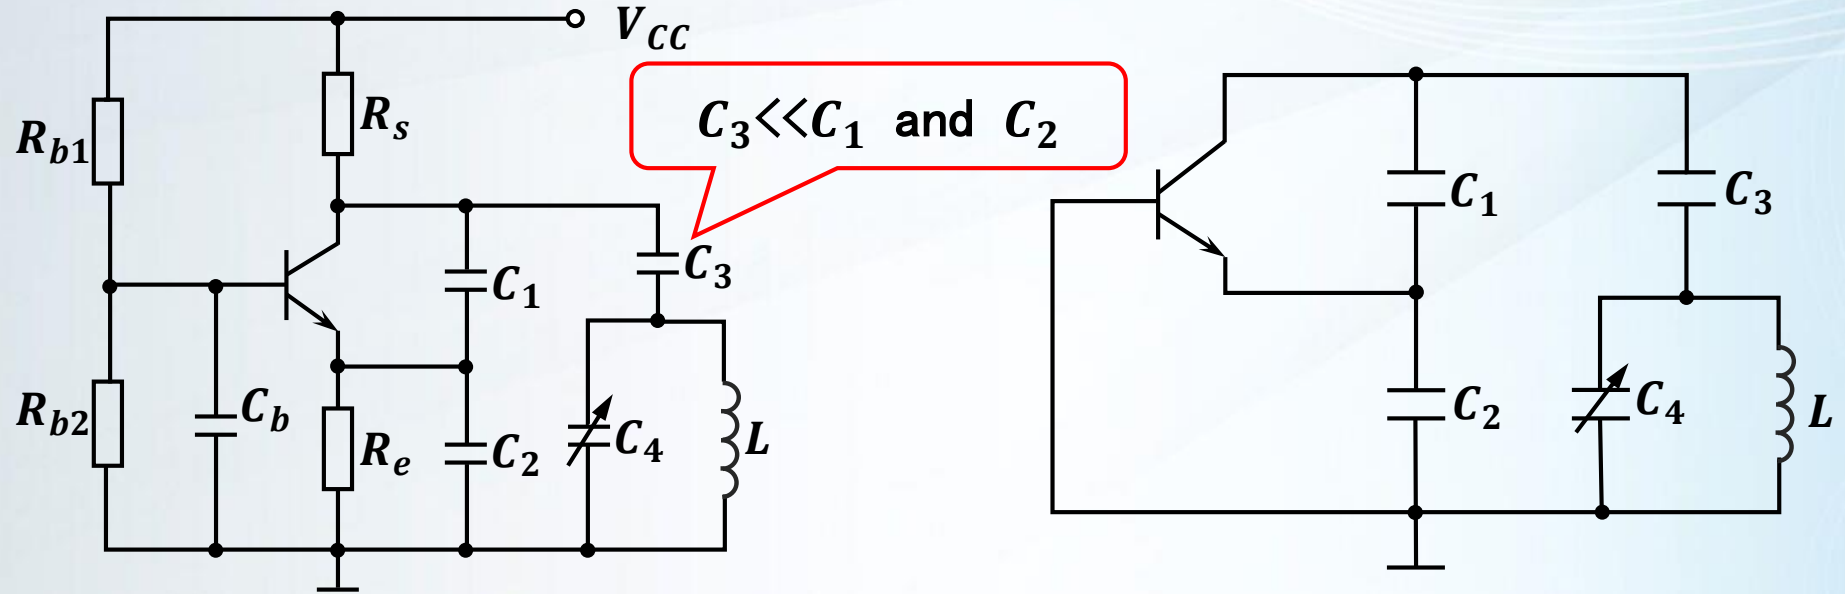 V_CC
R_b1
R_s
C_3<<C_1 and C_2
C_1
C_3
R_b2
C_b
R_e
C_2
C_4
L
C_1
C_3
C_2
C_4
L